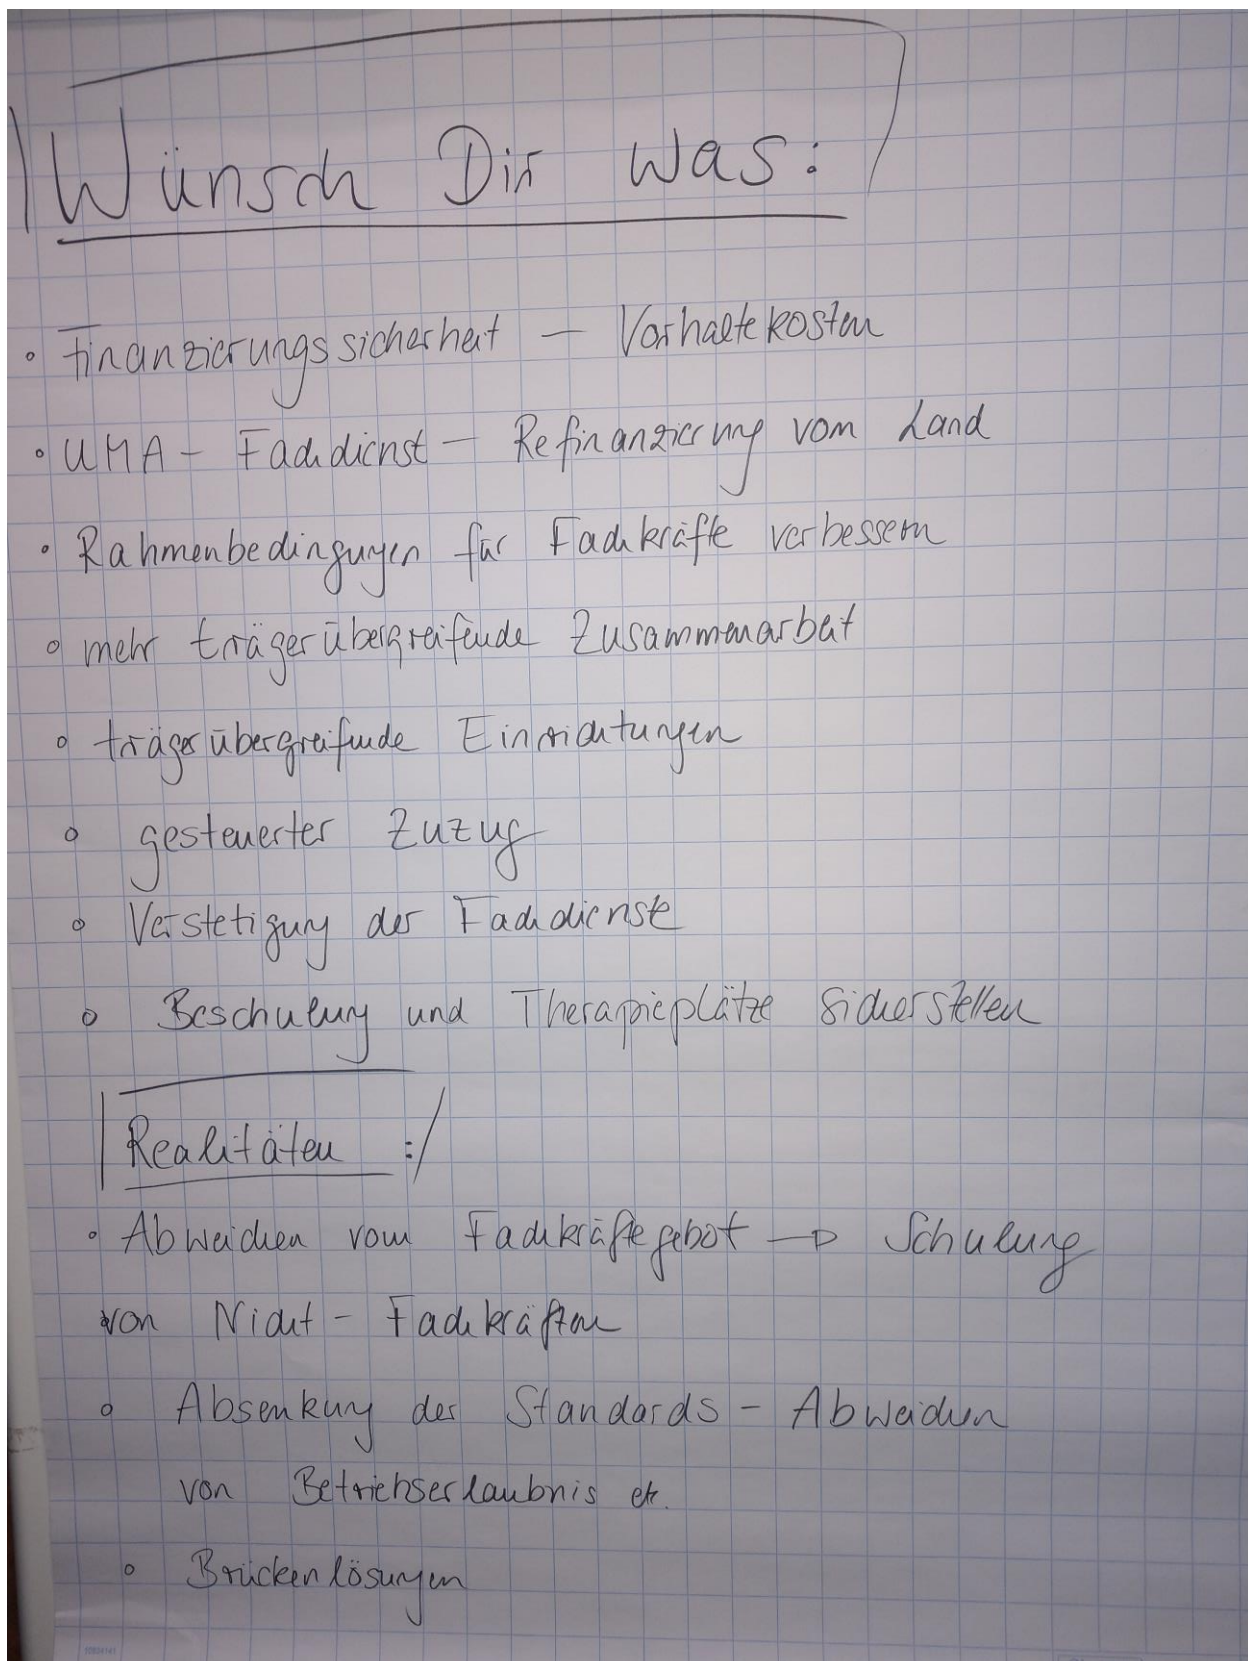 Wünsch Dir was:
• Finanzierungssicherheit – Vorhaltekosten
• UMA – Fachdienst – Refinanzierung vom Land
• Rahmenbedingungen für Fachkräfte verbessern
• mehr trägerübergreifende Zusammenarbeit
• trägerübergreifende Einrichtungen
• gesteuerter Zuzug
• Verstetigung der Fachdienste
• Beschulung und Therapieplätze sicherstellen
Realitäten :
• Abweichen vom Fachkräftegebot → Schulung
von Nicht – Fachkräften
• Absenkung der Standards – Abweichen
von Betriebserlaubnis etc.
• Brückenlösungen